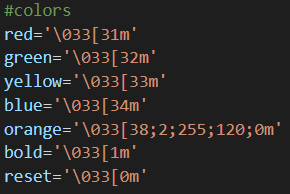 #colors
red='\033[31m'
green='\033[32m'
yellow='\033[33m'
blue='\033[34m'
orange='\033[38;2;255;120;0m'
bold='\033[1m'
reset='\033[0m'